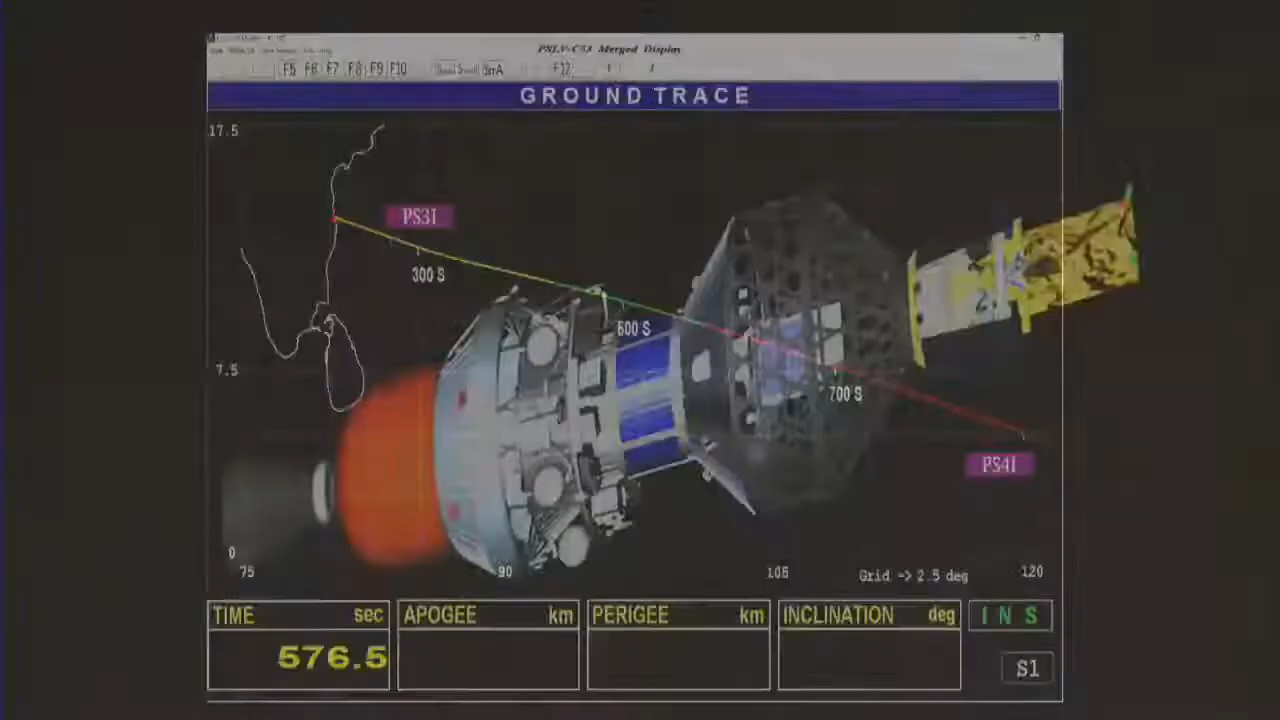 PSLV-C53 Merged Display
F5 F6 F7 F8 F9 F10
SrA
F12
GROUND TRACE
17.5
PS3I
300 S
600 S
7.5
700 S
PS4I
0
75
90
105
Grid -> 2.5 deg
120
TIME sec
APOGEE km
PERIGEE km
INCLINATION deg
I N S
576.5
S1